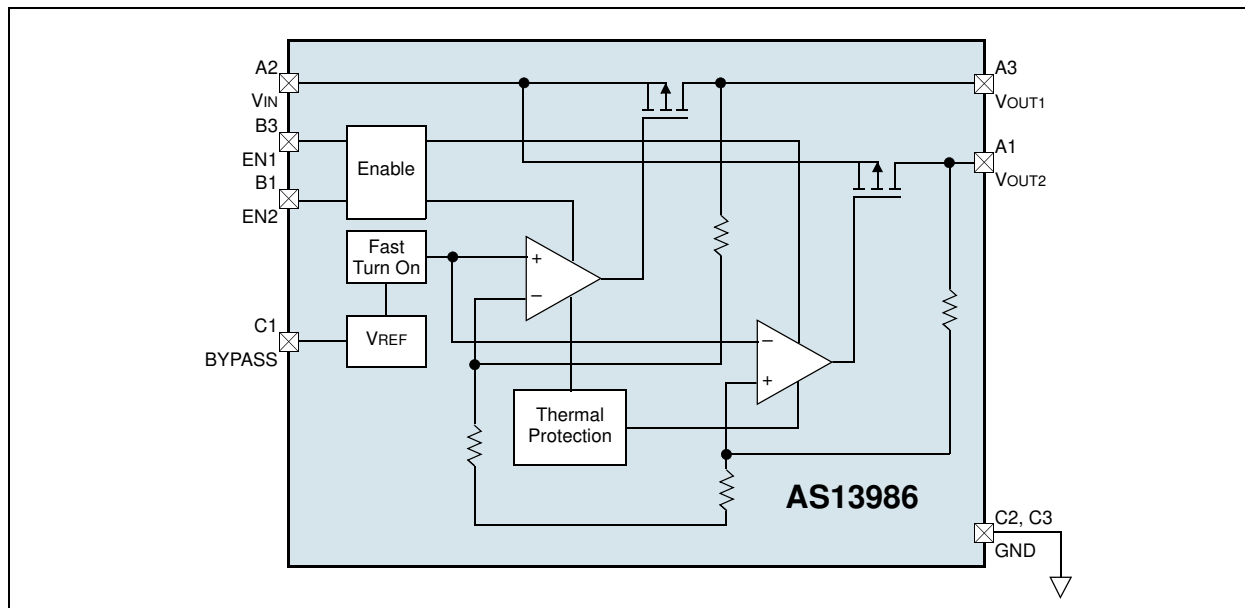 A2
VIN
B3
EN1
B1
EN2
C1
BYPASS
Enable
Fast
Turn On
VREF
+
–
–
+
Thermal
Protection
AS13986
A3
VOUT1
A1
VOUT2
C2, C3
GND